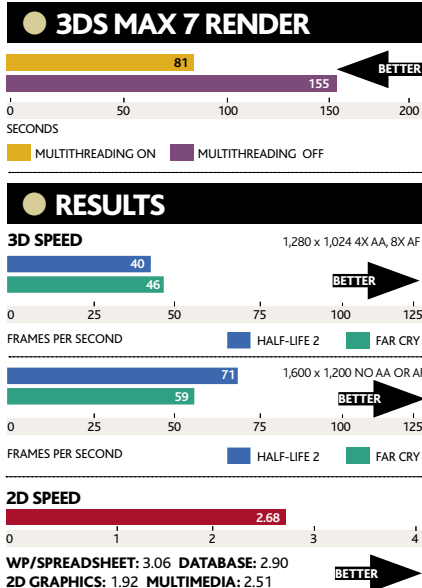 3DS MAX 7 RENDER
81
BETTER
155
0 50 100 150 200
SECONDS
MULTITHREADING ON MULTITHREADING OFF
RESULTS
3D SPEED 1,280 x 1,024 4X AA, 8X AF
40
46
BETTER
0 25 50 75 100 125
FRAMES PER SECOND HALF-LIFE 2 FAR CRY
71 1,600 x 1,200 NO AA OR AF
59 BETTER
0 25 50 75 100 125
FRAMES PER SECOND HALF-LIFE 2 FAR CRY
2D SPEED
2.68
0 1 2 3 4
WP/SPREADSHEET: 3.06 DATABASE: 2.90
2D GRAPHICS: 1.92 MULTIMEDIA: 2.51
BETTER